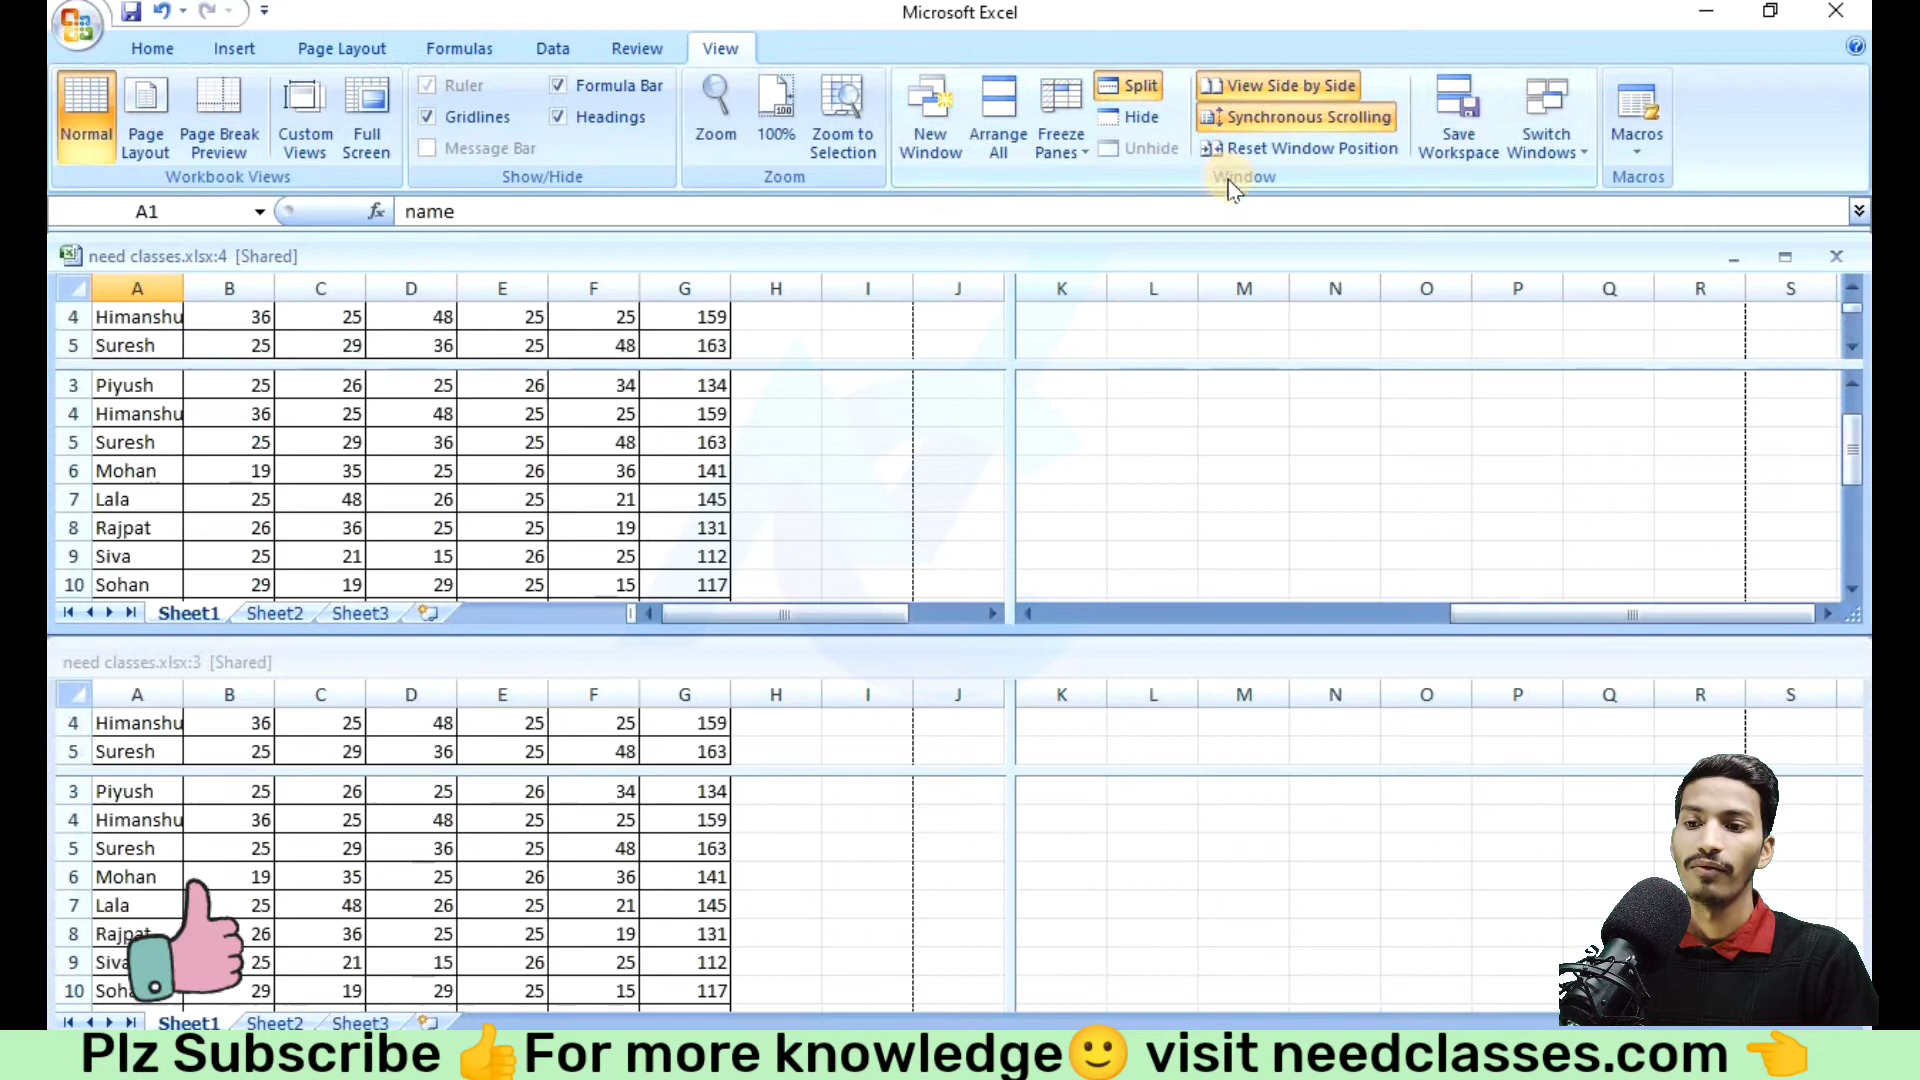 Microsoft Excel
Home Insert Page Layout Formulas Data Review View
Normal
Page Layout
Page Break Preview
Custom Views
Full Screen
Workbook Views
Ruler
Formula Bar
Gridlines
Headings
Message Bar
Show/Hide
Zoom
100
100%
Zoom to Selection
Zoom
New Window
Arrange All
Freeze Panes
Split
Hide
Unhide
View Side by Side
Synchronous Scrolling
Reset Window Position
Save Workspace
Switch Windows
Window
Macros
Macros
A1 fx name
need classes.xlsx:4 [Shared]
A B C D E F G H I J K L M N O P Q R S
4 Himanshu 36 25 48 25 25 159
5 Suresh 25 29 36 25 48 163
3 Piyush 25 26 25 26 34 134
4 Himanshu 36 25 48 25 25 159
5 Suresh 25 29 36 25 48 163
6 Mohan 19 35 25 26 36 141
7 Lala 25 48 26 25 21 145
8 Rajpat 26 36 25 25 19 131
9 Siva 25 21 15 26 25 112
10 Sohan 29 19 29 25 15 117
Sheet1 Sheet2 Sheet3
need classes.xlsx:3 [Shared]
A B C D E F G H I J K L M N O P Q R S
4 Himanshu 36 25 48 25 25 159
5 Suresh 25 29 36 25 48 163
3 Piyush 25 26 25 26 34 134
4 Himanshu 36 25 48 25 25 159
5 Suresh 25 29 36 25 48 163
6 Mohan 19 35 25 26 36 141
7 Lala 25 48 26 25 21 145
8 Rajpat 26 36 25 25 19 131
9 Siva 25 21 15 26 25 112
10 Soha 29 19 29 25 15 117
Sheet1 Sheet2 Sheet3
Plz Subscribe 👍For more knowledge🙂 visit needclasses.com 👈